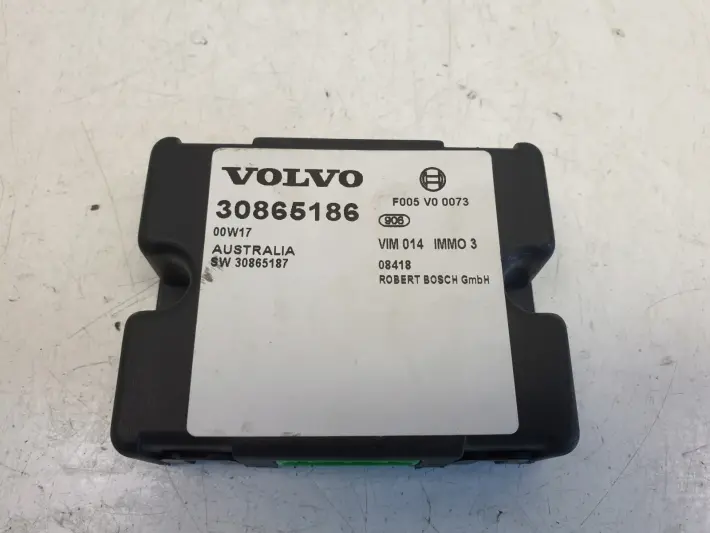 VOLVO
30865186
00W17
AUSTRALIA
SW 30865187
F005 V0 0073
906
VIM 014 IMMO 3
08418
ROBERT BOSCH GmbH